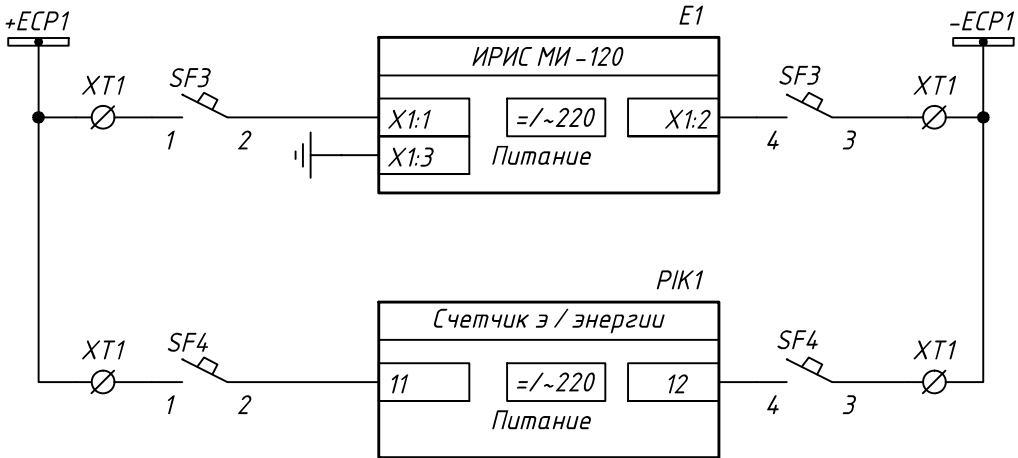 +ECP1
E1
-ECP1
ИРИС МИ-120
XT1
SF3
SF3
XT1
X1:1
=/~220
X1:2
1
2
4
3
X1:3
Питание
PIK1
Счетчик э / энергии
XT1
SF4
SF4
XT1
11
=/~220
12
1
2
4
3
Питание